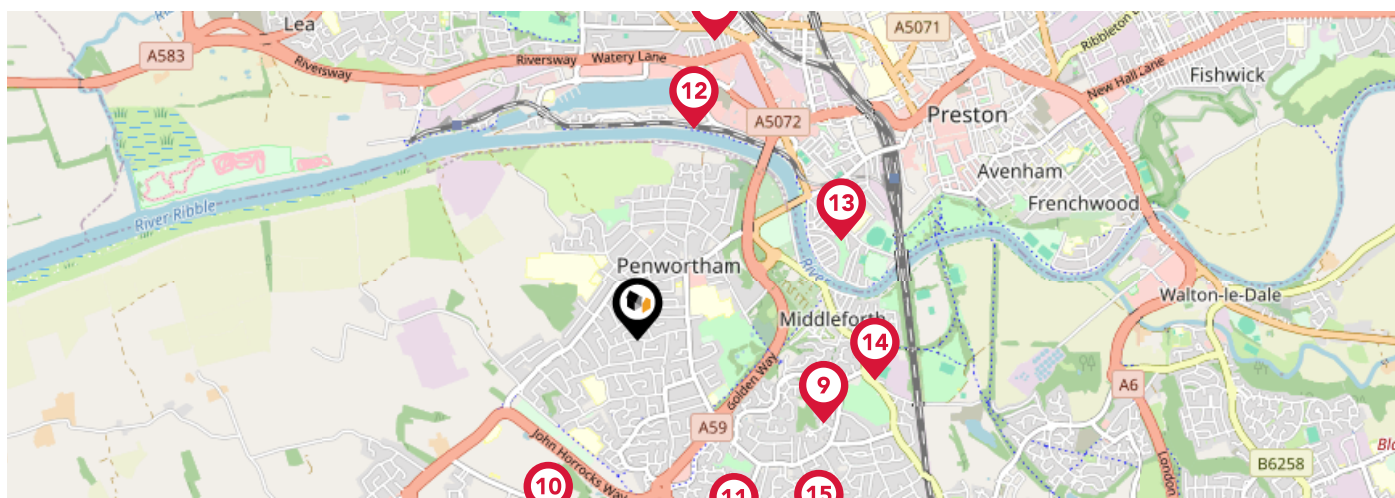 Lea
A5071
Ribbleton
A583
Riversway
Riversway
Watery Lane
New Hall Lane
Fishwick
12
A5072
Preston
Avenham
13
Frenchwood
River Ribble
Penwortham
River
Walton-le-Dale
Middleforth
14
9
Golden Way
A6
A59
John Horrocks Way
B6258
London
10
11
15